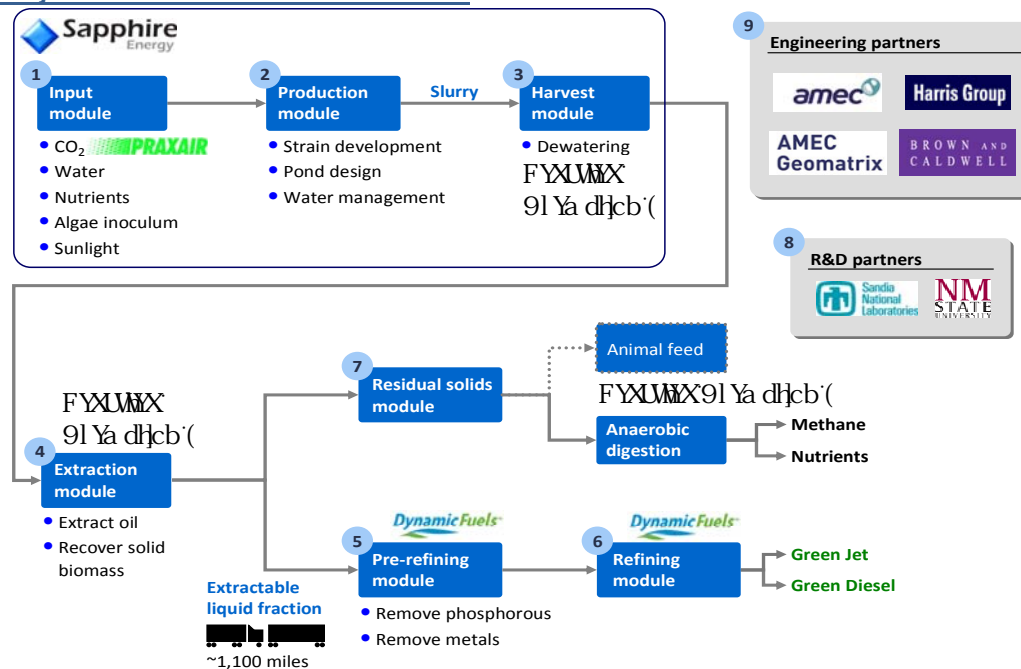 Sapphire
Energy
1
Input
module
CO₂ PRAXAIR
Water
Nutrients
Algae inoculum
Sunlight
2
Production
module
Strain development
Pond design
Water management
Slurry
3
Harvest
module
Dewatering
9
Engineering partners
amec
Harris Group
AMEC
Geomatrix
BROWN AND
CALDWELL
8
R&D partners
Sandia
National
Laboratories
NM
STATE
UNIVERSITY
4
Extraction
module
Extract oil
Recover solid
biomass
7
Residual solids
module
Animal feed
Anaerobic
digestion
Methane
Nutrients
Extractable
liquid fraction
~1,100 miles
DynamicFuels
5
Pre-refining
module
Remove phosphorous
Remove metals
DynamicFuels
6
Refining
module
Green Jet
Green Diesel